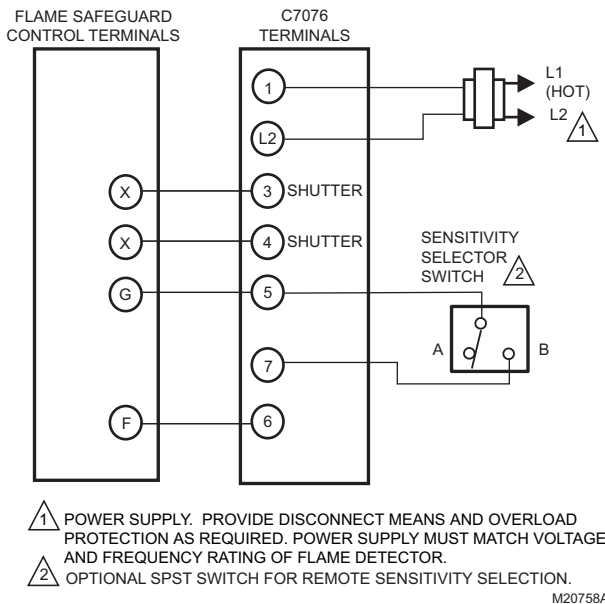 FLAME SAFEGUARD
CONTROL TERMINALS
C7076
TERMINALS
1
L1
(HOT)
L2
1
L2
X
3
SHUTTER
X
4
SHUTTER
SENSITIVITY
SELECTOR
SWITCH
2
G
5
A
B
7
F
6
1 POWER SUPPLY. PROVIDE DISCONNECT MEANS AND OVERLOAD
PROTECTION AS REQUIRED. POWER SUPPLY MUST MATCH VOLTAGE
AND FREQUENCY RATING OF FLAME DETECTOR.
2 OPTIONAL SPST SWITCH FOR REMOTE SENSITIVITY SELECTION.
M20758A